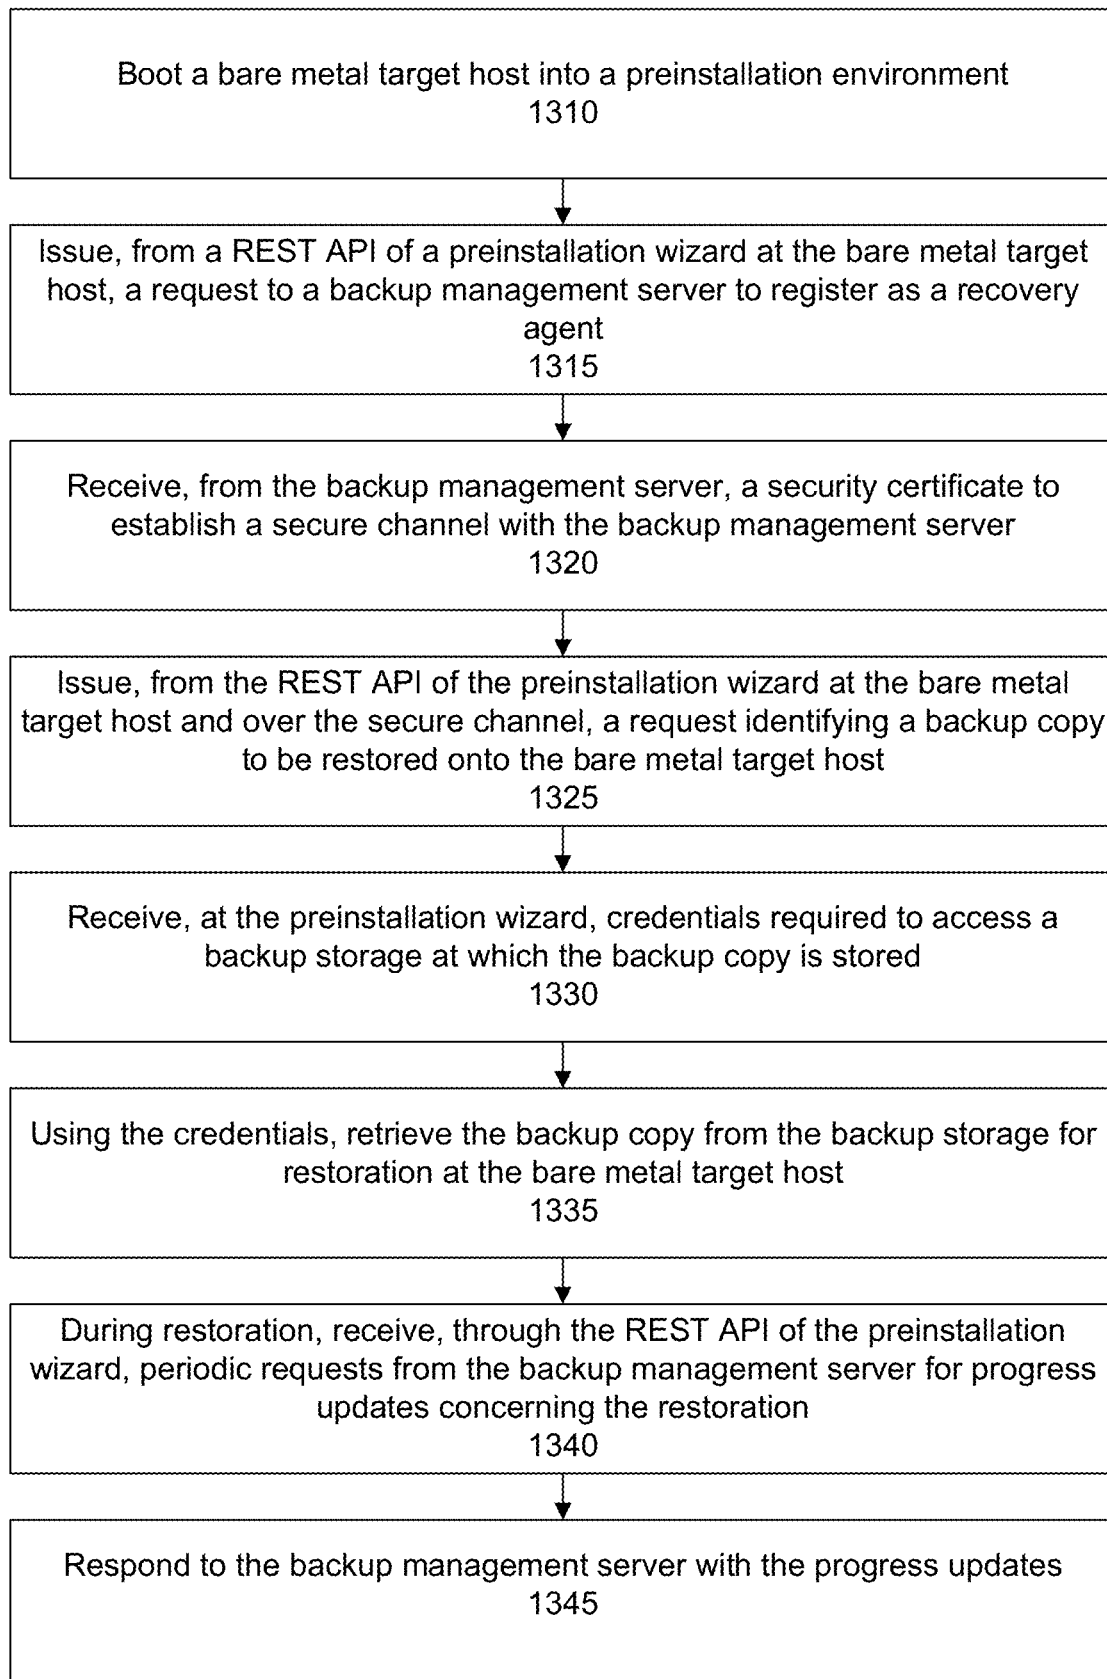 Boot a bare metal target host into a preinstallation environment
1310
Issue, from a REST API of a preinstallation wizard at the bare metal target
host, a request to a backup management server to register as a recovery
agent
1315
Receive, from the backup management server, a security certificate to
establish a secure channel with the backup management server
1320
Issue, from the REST API of the preinstallation wizard at the bare metal
target host and over the secure channel, a request identifying a backup copy
to be restored onto the bare metal target host
1325
Receive, at the preinstallation wizard, credentials required to access a
backup storage at which the backup copy is stored
1330
Using the credentials, retrieve the backup copy from the backup storage for
restoration at the bare metal target host
1335
During restoration, receive, through the REST API of the preinstallation
wizard, periodic requests from the backup management server for progress
updates concerning the restoration
1340
Respond to the backup management server with the progress updates
1345